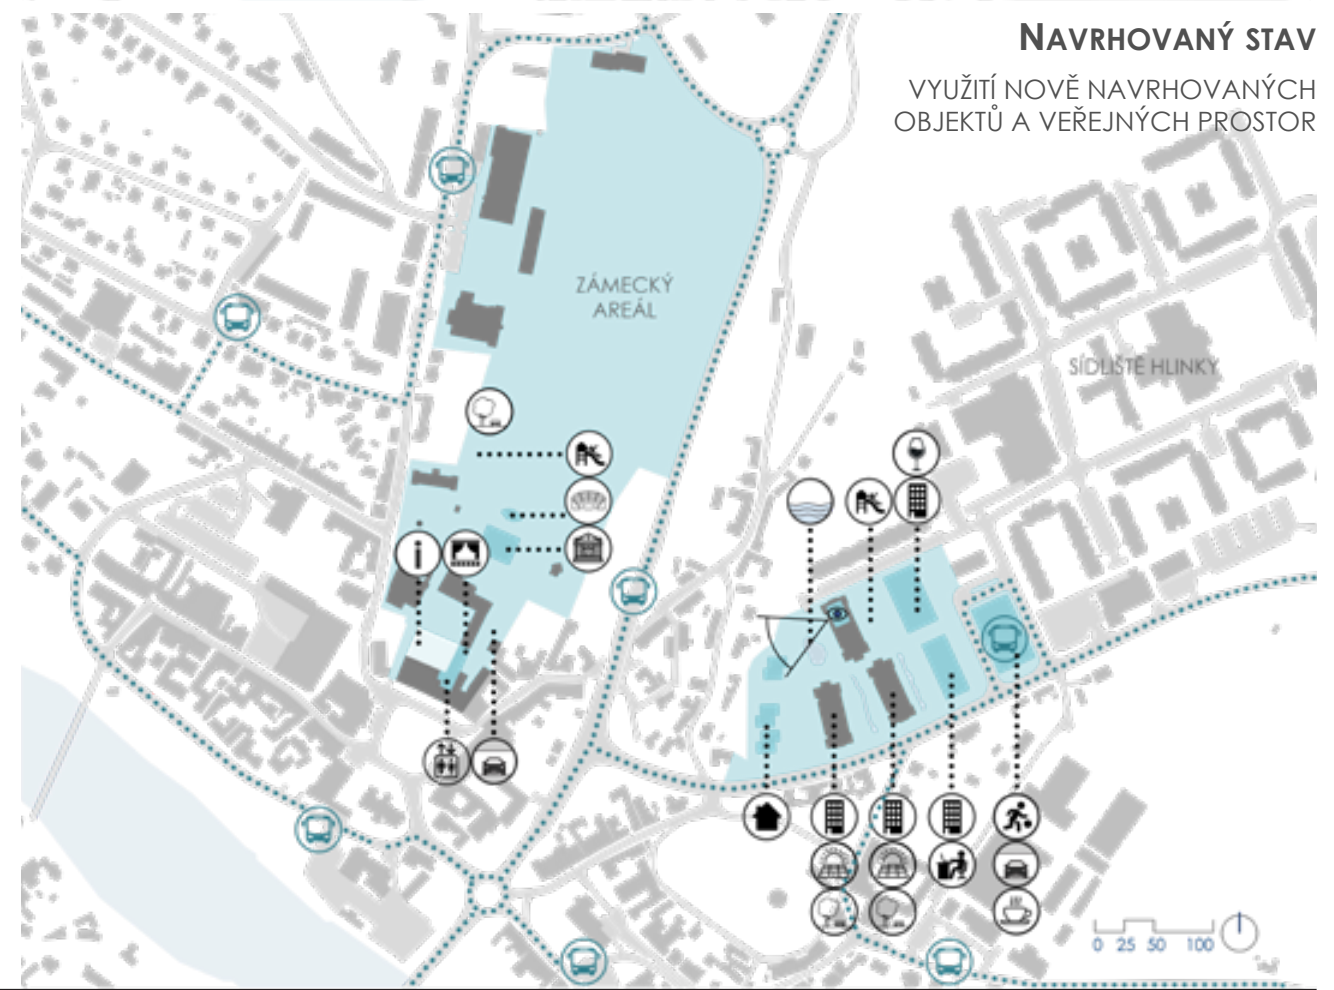 NAVRHOVANÝ STAV
VYUŽITÍ NOVĚ NAVRHOVANÝCH
OBJEKTŮ A VEŘEJNÝCH PROSTOR
ZÁMECKÝ
AREÁL
SÍDLIŠTĚ HLINKY
i
0 25 50 100